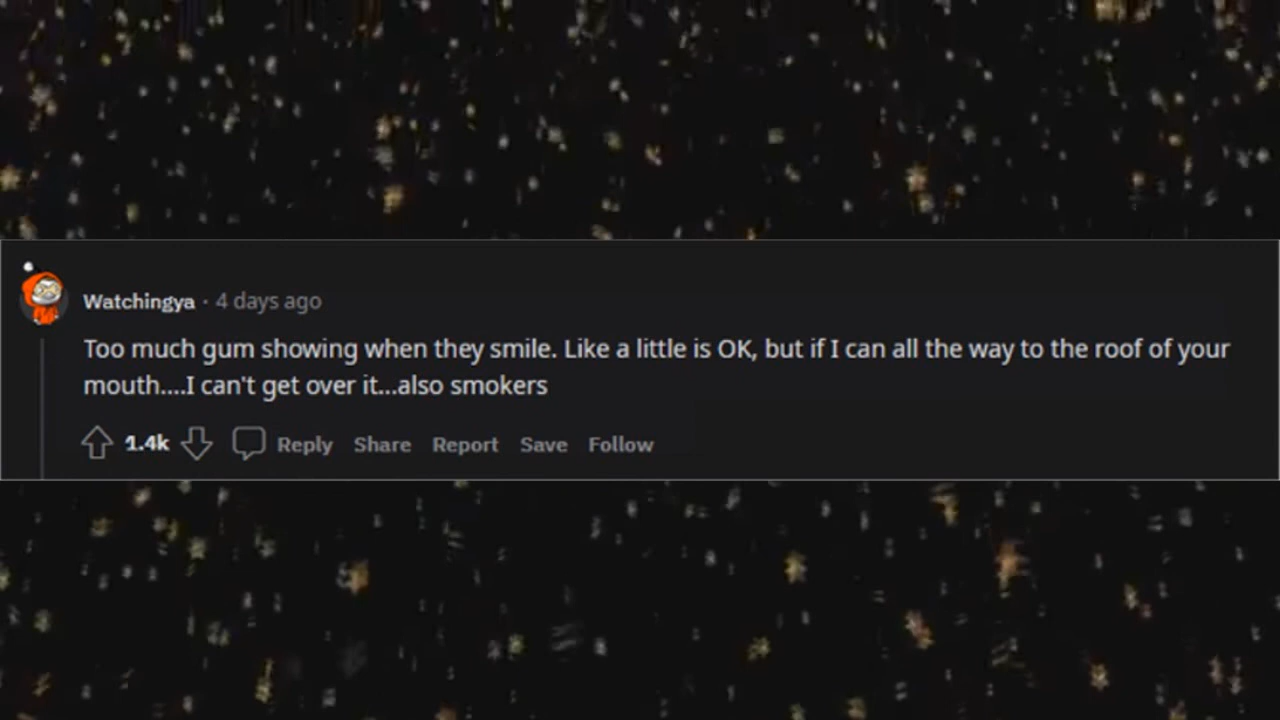 Watchingya · 4 days ago
Too much gum showing when they smile. Like a little is OK, but if I can all the way to the roof of your
mouth....I can't get over it...also smokers
1.4k Reply Share Report Save Follow